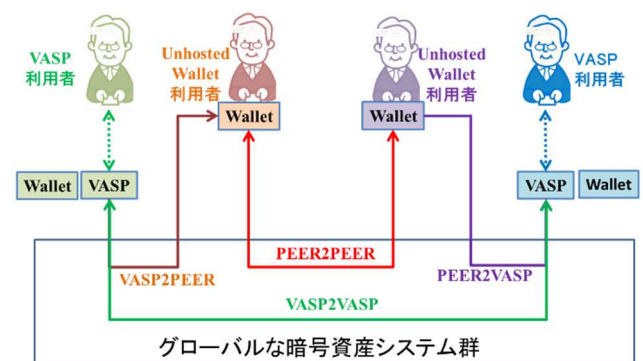 VASP
利用者
Unhosted
Wallet
利用者
Unhosted
Wallet
利用者
VASP
利用者
Wallet
Wallet
Wallet
VASP
VASP
Wallet
PEER2PEER
VASP2PEER
PEER2VASP
VASP2VASP
グローバルな暗号資産システム群